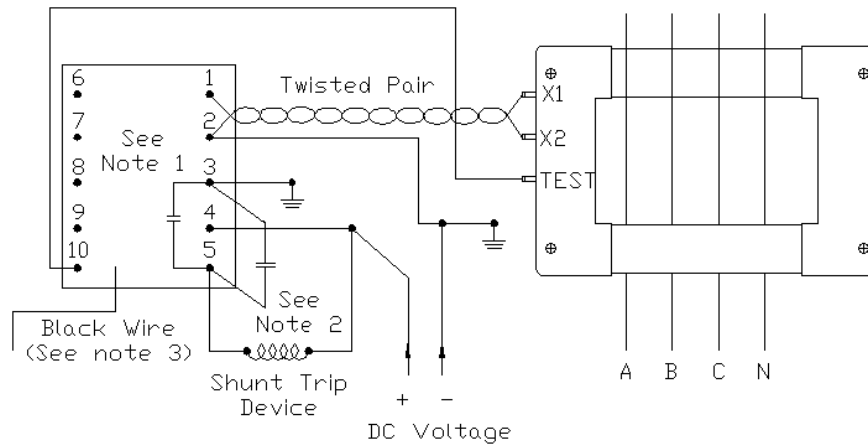 6 1
Twisted Pair
X1
7 2
See
Note 1
X2
8 3
TEST
9 4
10 5
See
Note 2
Black Wire
(See note 3)
Shunt Trip
Device
+ −
DC Voltage
A B C N